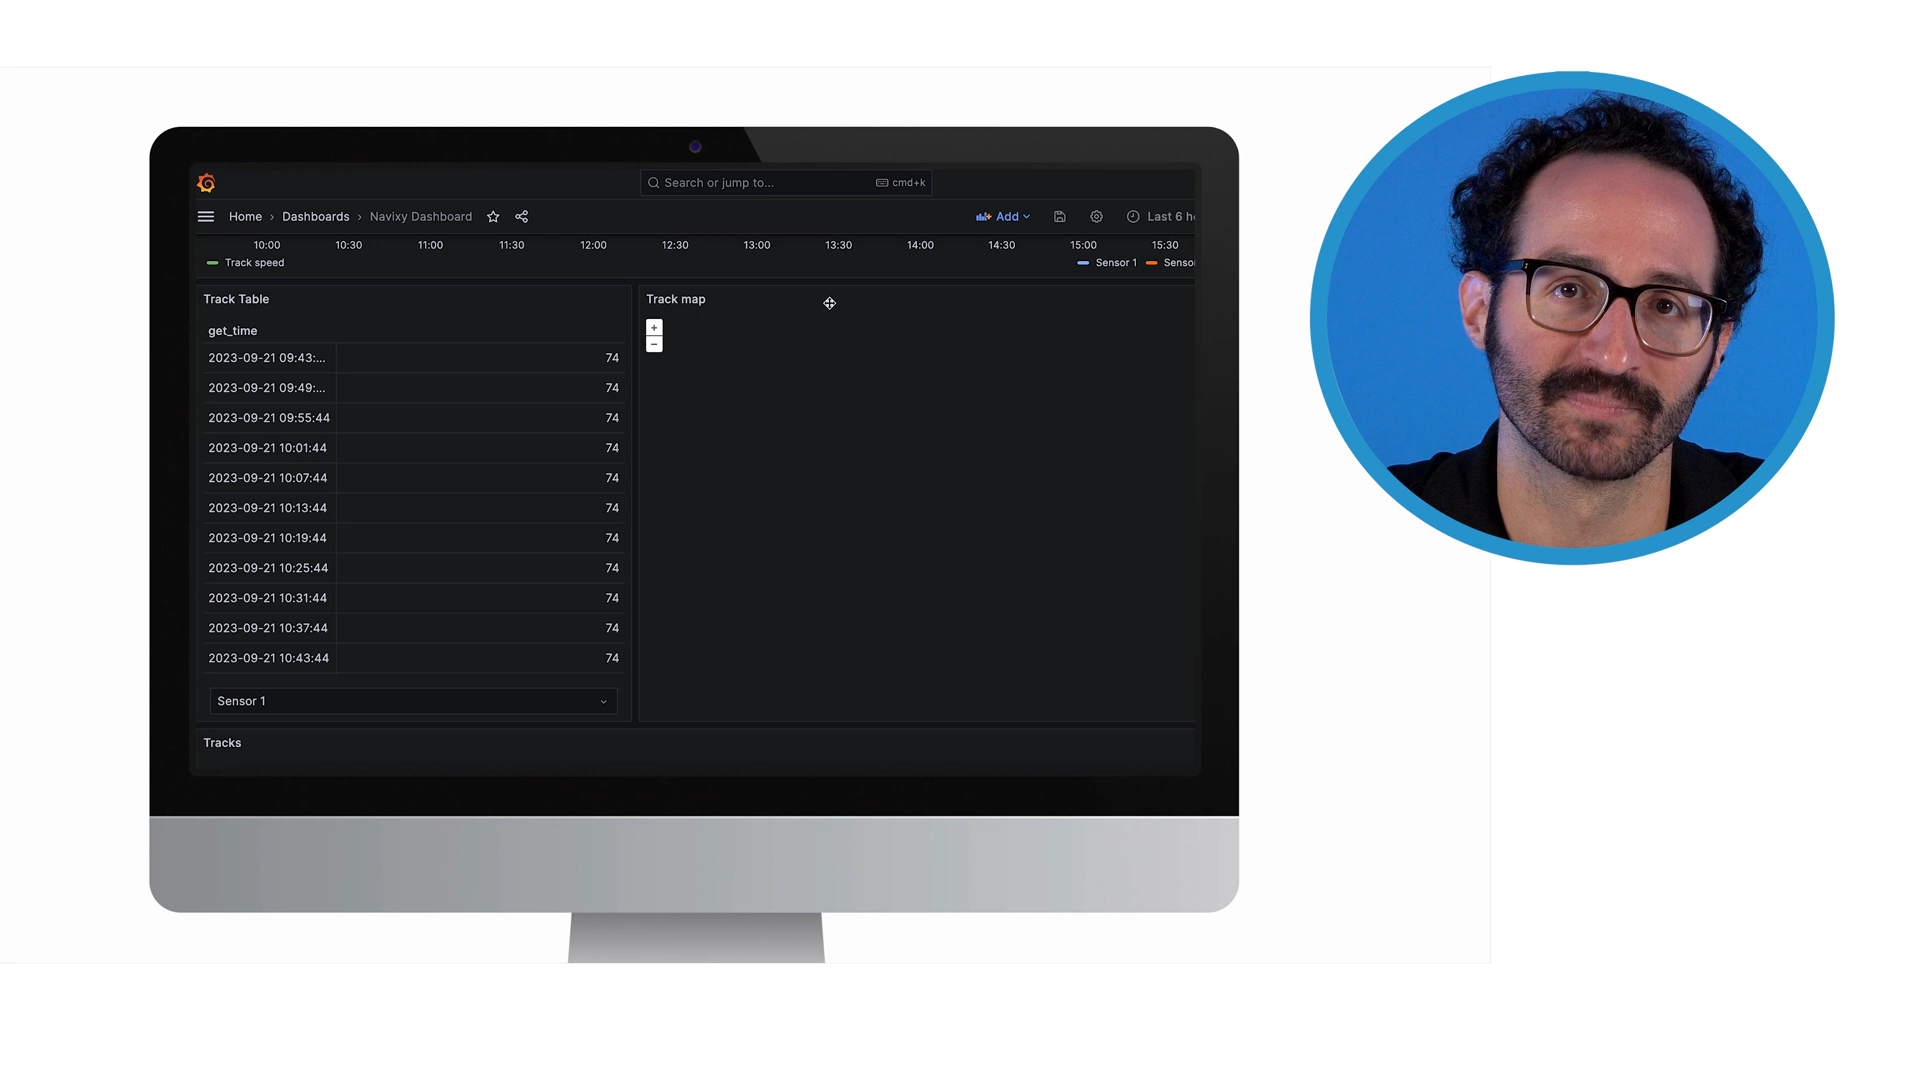 Search or jump to... cmd+k
Home › Dashboards › Navixy Dashboard Add Last 6 h
10:00 10:30 11:00 11:30 12:00 12:30 13:00 13:30 14:00 14:30 15:00 15:30
Track speed Sensor 1 Senso
Track Table
get_time
2023-09-21 09:43:... 74
2023-09-21 09:49:... 74
2023-09-21 09:55:44 74
2023-09-21 10:01:44 74
2023-09-21 10:07:44 74
2023-09-21 10:13:44 74
2023-09-21 10:19:44 74
2023-09-21 10:25:44 74
2023-09-21 10:31:44 74
2023-09-21 10:37:44 74
2023-09-21 10:43:44 74
Sensor 1
Track map
+
−
Tracks